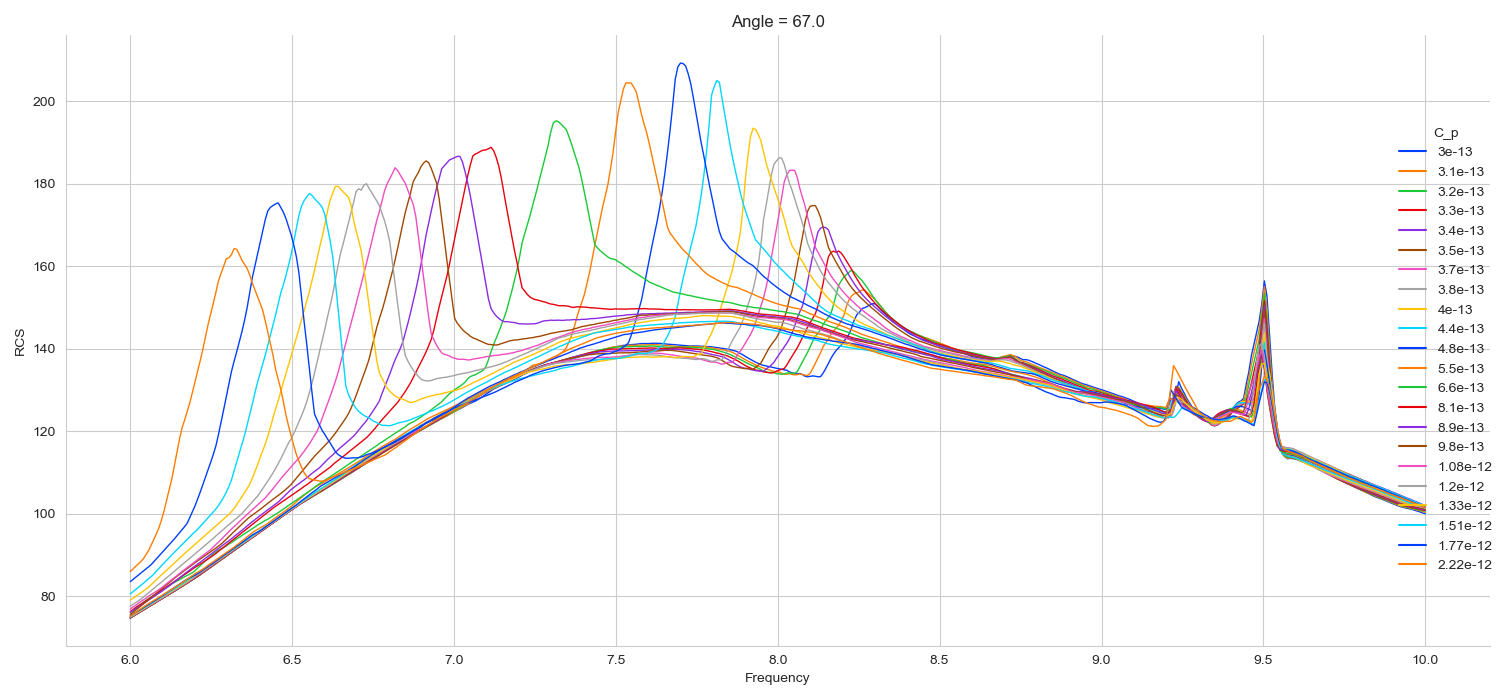 Angle = 67.0
RCS
200
180
160
140
120
100
80
6.0 6.5 7.0 7.5 8.0 8.5 9.0 9.5 10.0
Frequency
C_p
3e-13
3.1e-13
3.2e-13
3.3e-13
3.4e-13
3.5e-13
3.7e-13
3.8e-13
4e-13
4.4e-13
4.8e-13
5.5e-13
6.6e-13
8.1e-13
8.9e-13
9.8e-13
1.08e-12
1.2e-12
1.33e-12
1.51e-12
1.77e-12
2.22e-12